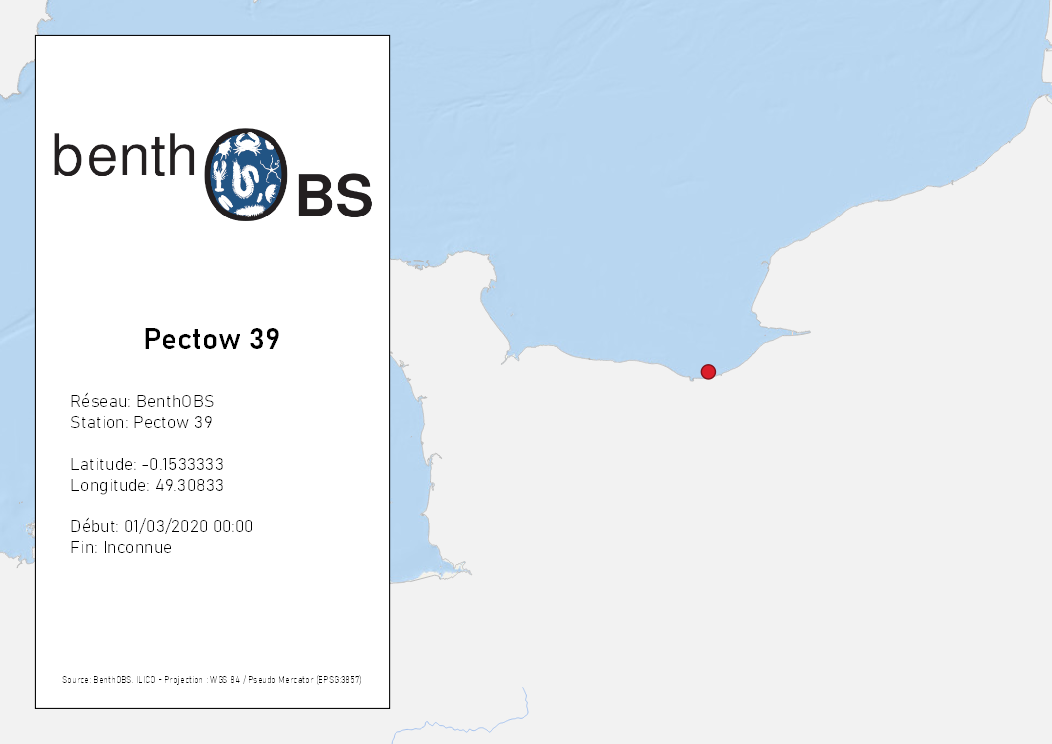 benthOBS
Pectow 39
Réseau: BenthOBS
Station: Pectow 39
Latitude: -0.1533333
Longitude: 49.30833
Début: 01/03/2020 00:00
Fin: Inconnue
Source: BenthOBS, ILICO - Projection : WGS 84 / Pseudo Mercator (EPSG:3857)